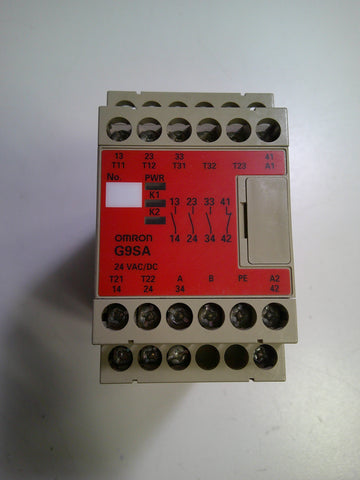 13 23 33 41
T11 T12 T31 T32 T23 A1
No.
PWR
K1
K2
13 23 33 41
14 24 34 42
OMRON
G9SA
24 VAC/DC
T21 T22 A B PE A2
14 24 34 42